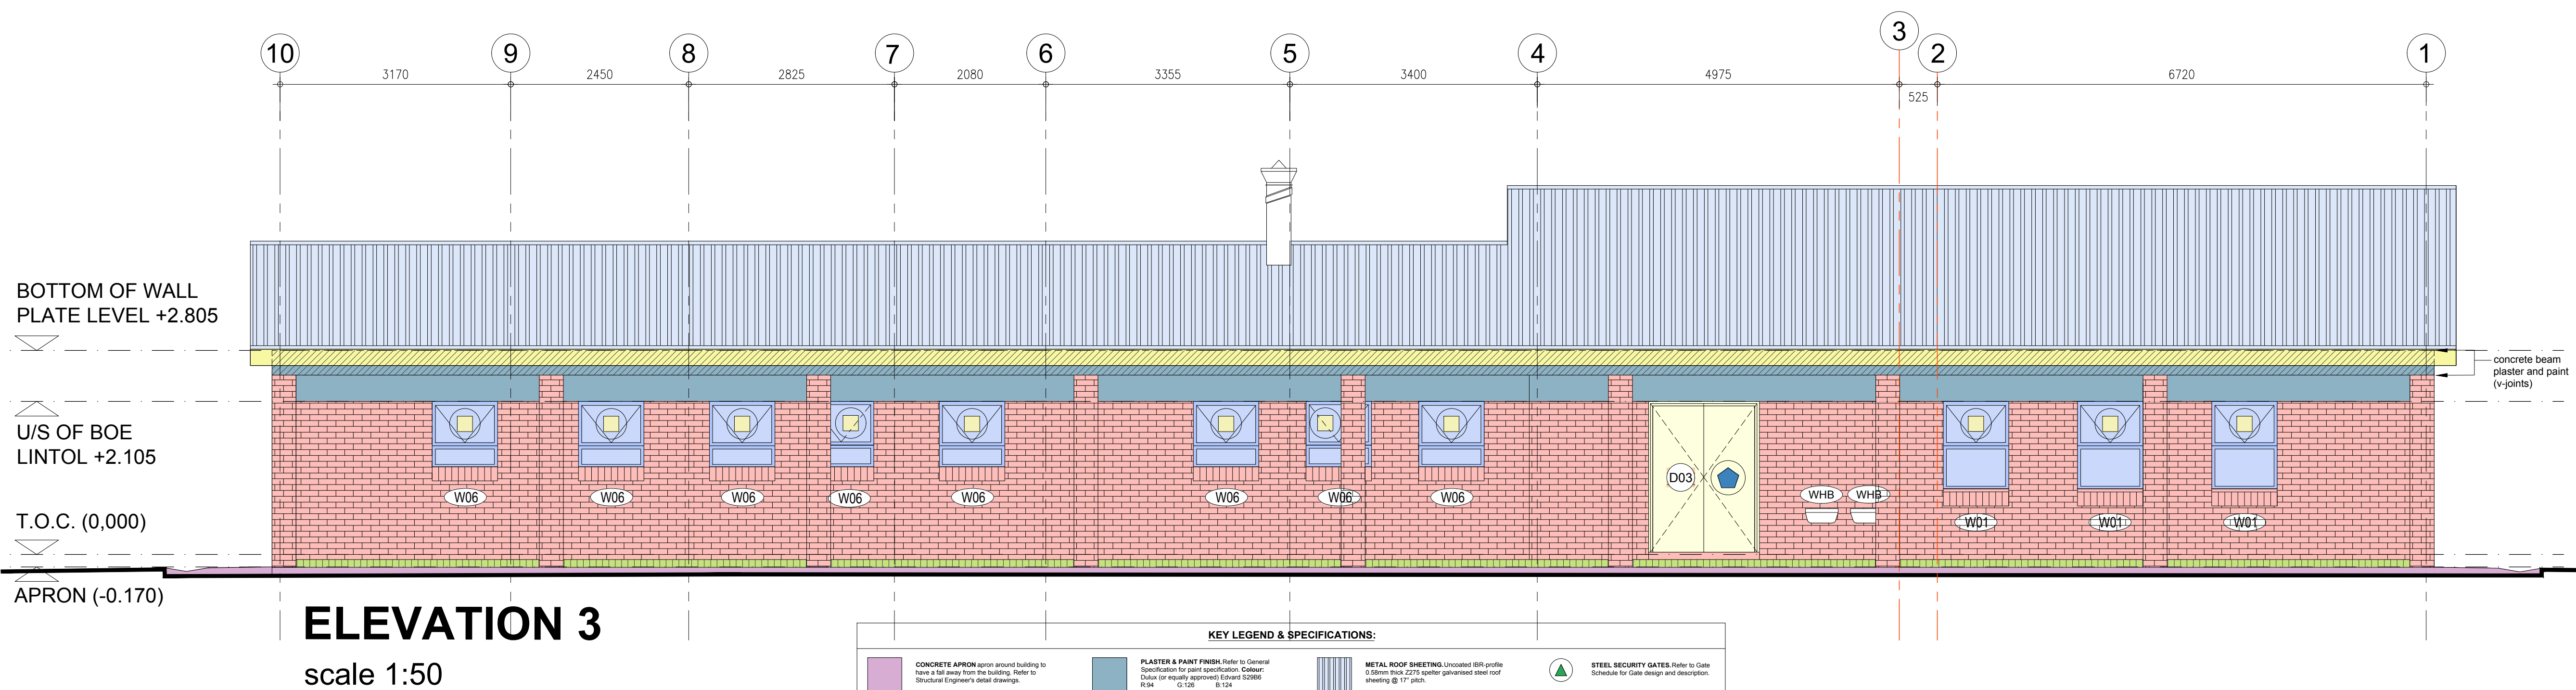 10 9 8 7 6 5 4 3 2 1
3170 2450 2825 2080 3355 3400 4975 525 6720
BOTTOM OF WALL
PLATE LEVEL +2.805
concrete beam
plaster and paint
(v-joints)
U/S OF BOE
LINTOL +2.105
W06 W06 W06 W06 W06 W06 W06 W06
D03
WHB WHB
W01 W01 W01
T.O.C. (0,000)
APRON (-0.170)
ELEVATION 3
scale 1:50
KEY LEGEND & SPECIFICATIONS:
CONCRETE APRON apron around building to
have a fall away from the building. Refer to
Structural Engineer's detail drawings.
PLASTER & PAINT FINISH. Refer to General
Specification for paint specification. Colour:
Dulux (or equally approved) Edvard S29B6
R:94 G:126 B:124
METAL ROOF SHEETING. Uncoated IBR-profile
0.58mm thick Z275 spelter galvanised steel roof
sheeting @ 17° pitch.
STEEL SECURITY GATES. Refer to Gate
Schedule for Gate design and description.